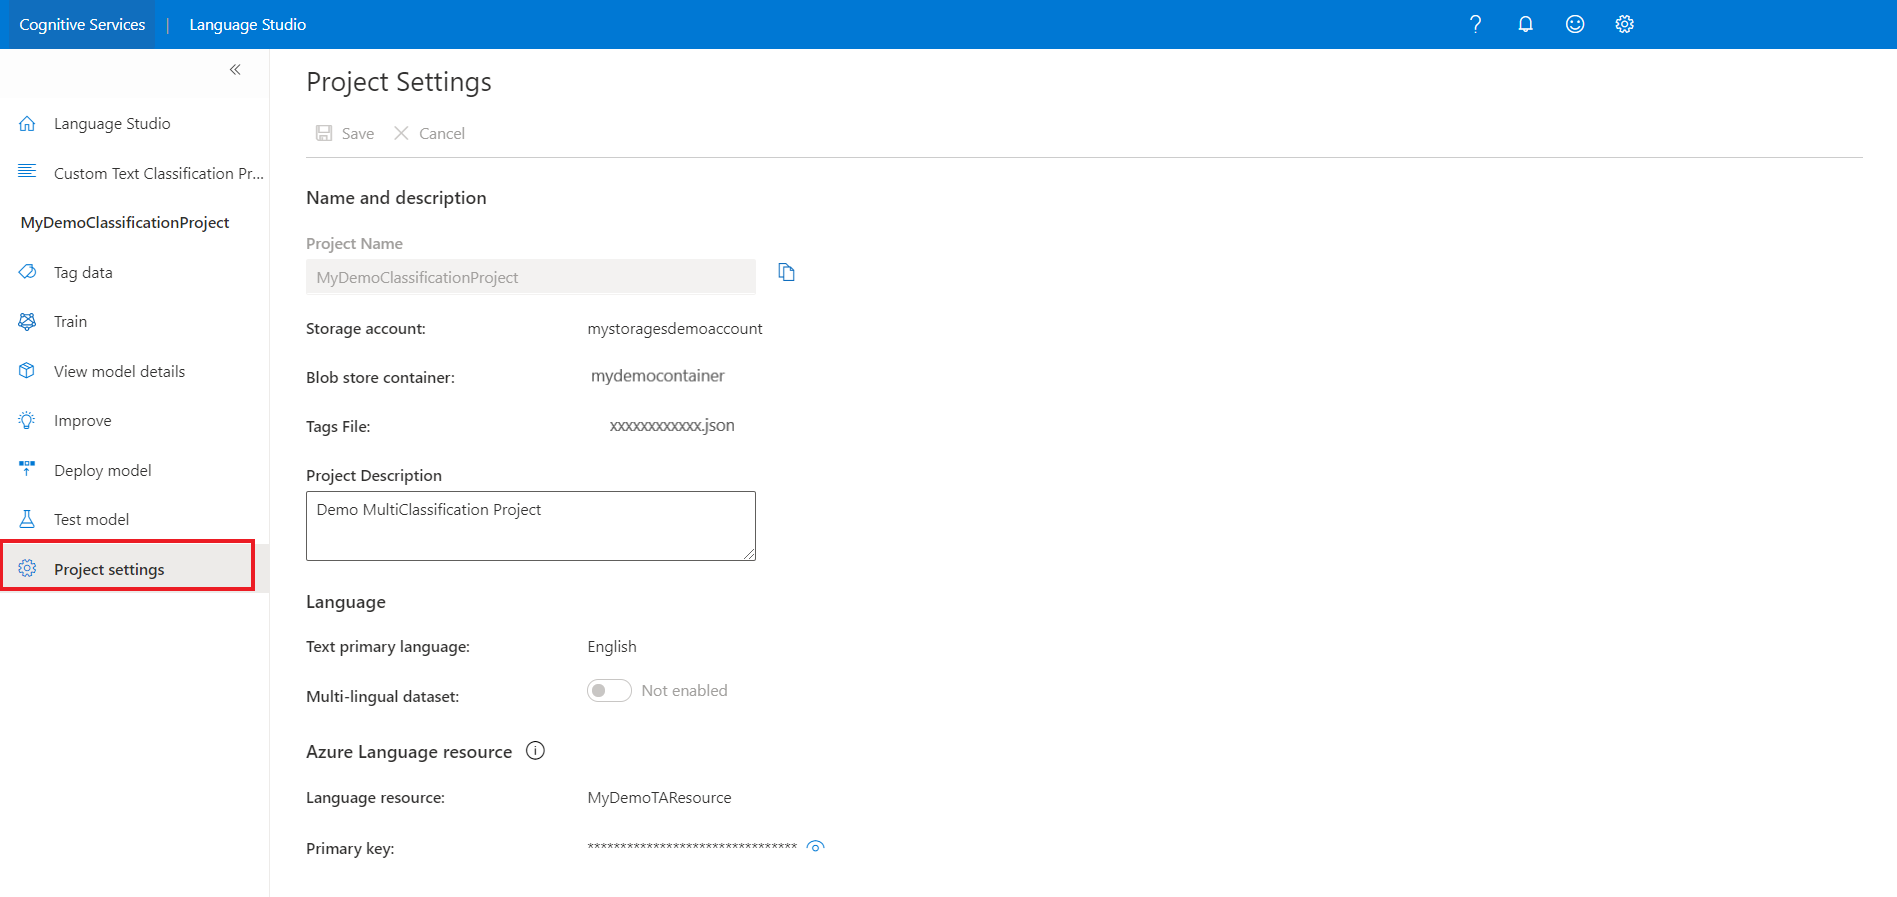 Cognitive Services | Language Studio
Language Studio
Custom Text Classification Pr...
MyDemoClassificationProject
Tag data
Train
View model details
Improve
Deploy model
Test model
Project settings
Project Settings
Save Cancel
Name and description
Project Name
MyDemoClassificationProject
Storage account: mystoragesdemoaccount
Blob store container: mydemocontainer
Tags File: xxxxxxxxxxxx.json
Project Description
Demo MultiClassification Project
Language
Text primary language: English
Multi-lingual dataset: Not enabled
Azure Language resource
Language resource: MyDemoTAResource
Primary key: ********************************